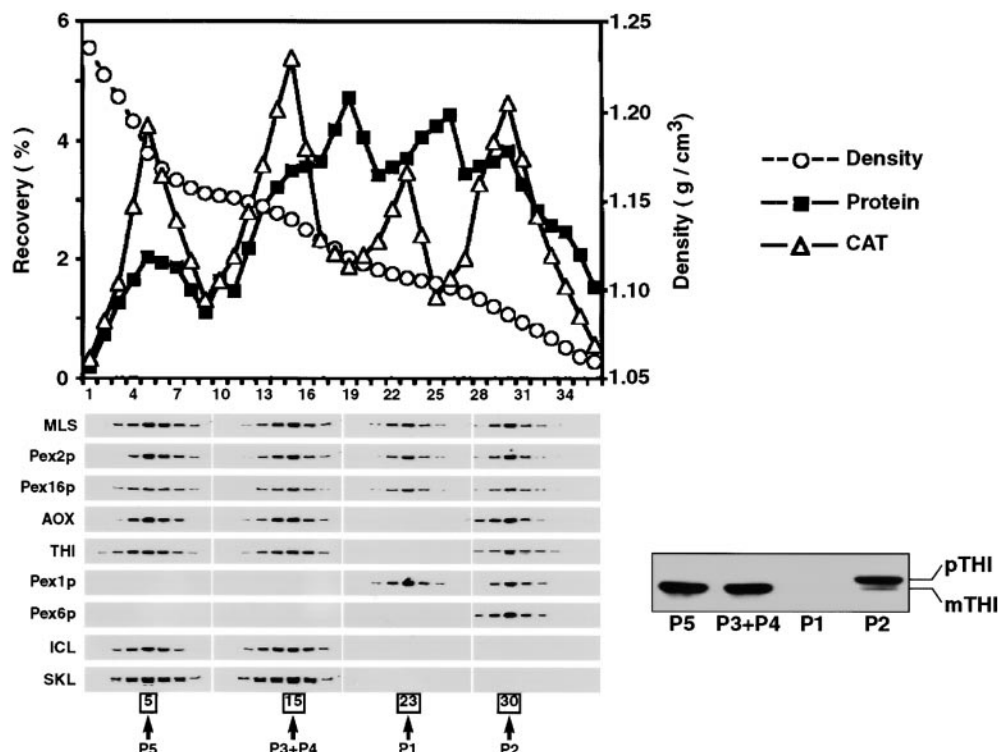 6
4
2
0
Recovery ( % )
1.25
1.20
1.15
1.10
1.05
Density ( g / cm³ )
1 4 7 10 13 16 19 22 25 28 31 34
Density
Protein
CAT
MLS
Pex2p
Pex16p
AOX
THI
Pex1p
Pex6p
ICL
SKL
5 15 23 30
P5 P3+P4 P1 P2
pTHI
mTHI
P5 P3+P4 P1 P2